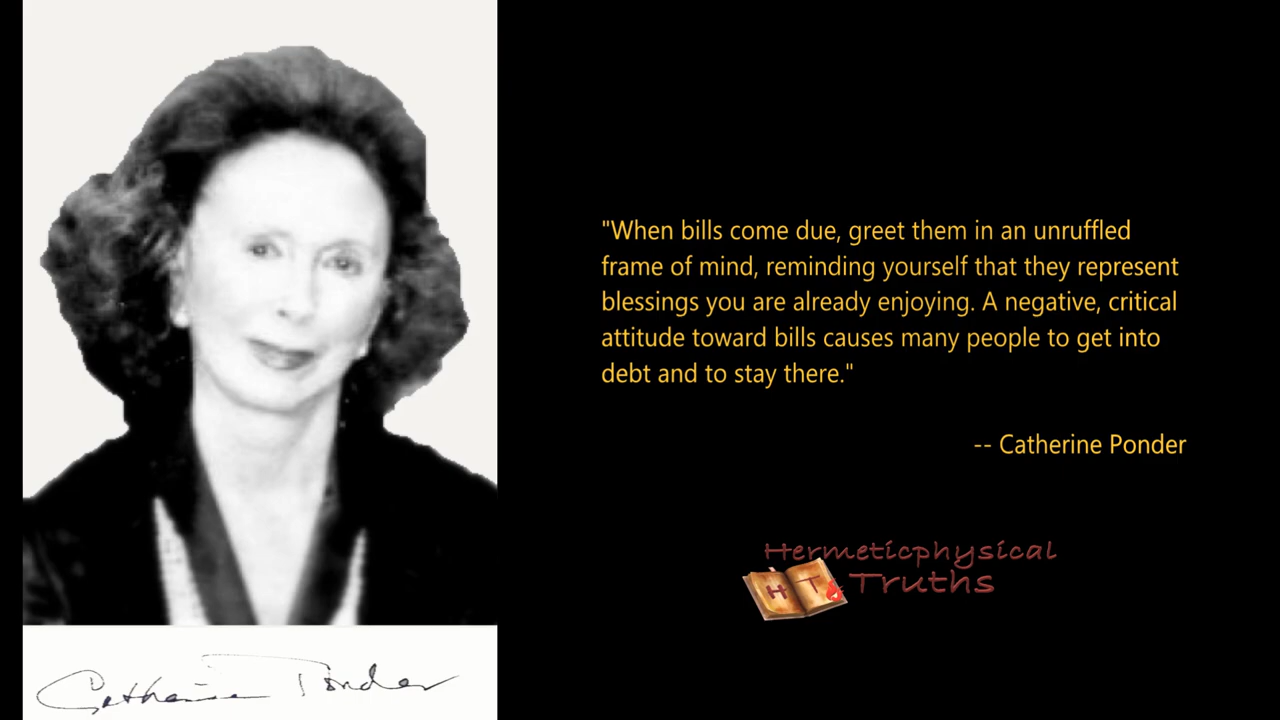 "When bills come due, greet them in an unruffled
frame of mind, reminding yourself that they represent
blessings you are already enjoying. A negative, critical
attitude toward bills causes many people to get into
debt and to stay there."
-- Catherine Ponder
Hermeticphysical
Truths
H T
Catherine Ponder